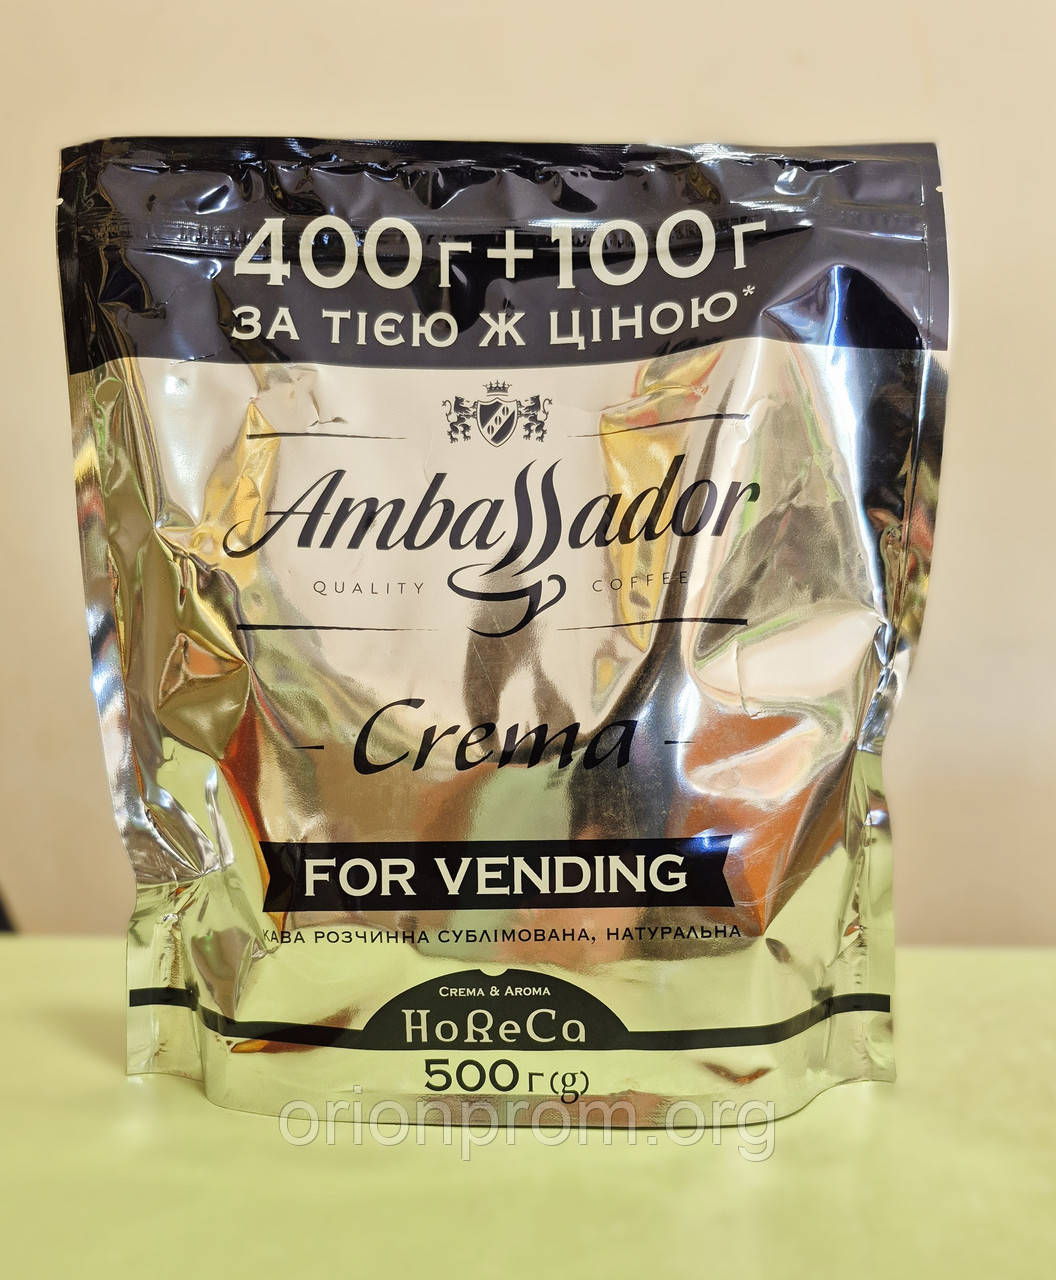 400г+100г
ЗА ТІЄЮ Ж ЦІНОЮ*
Ambassador
QUALITY COFFEE
- Crema -
FOR VENDING
КАВА РОЗЧИННА СУБЛІМОВАНА, НАТУРАЛЬНА
CREMA & AROMA
HoReCa
500 г(g)
orionprom.org